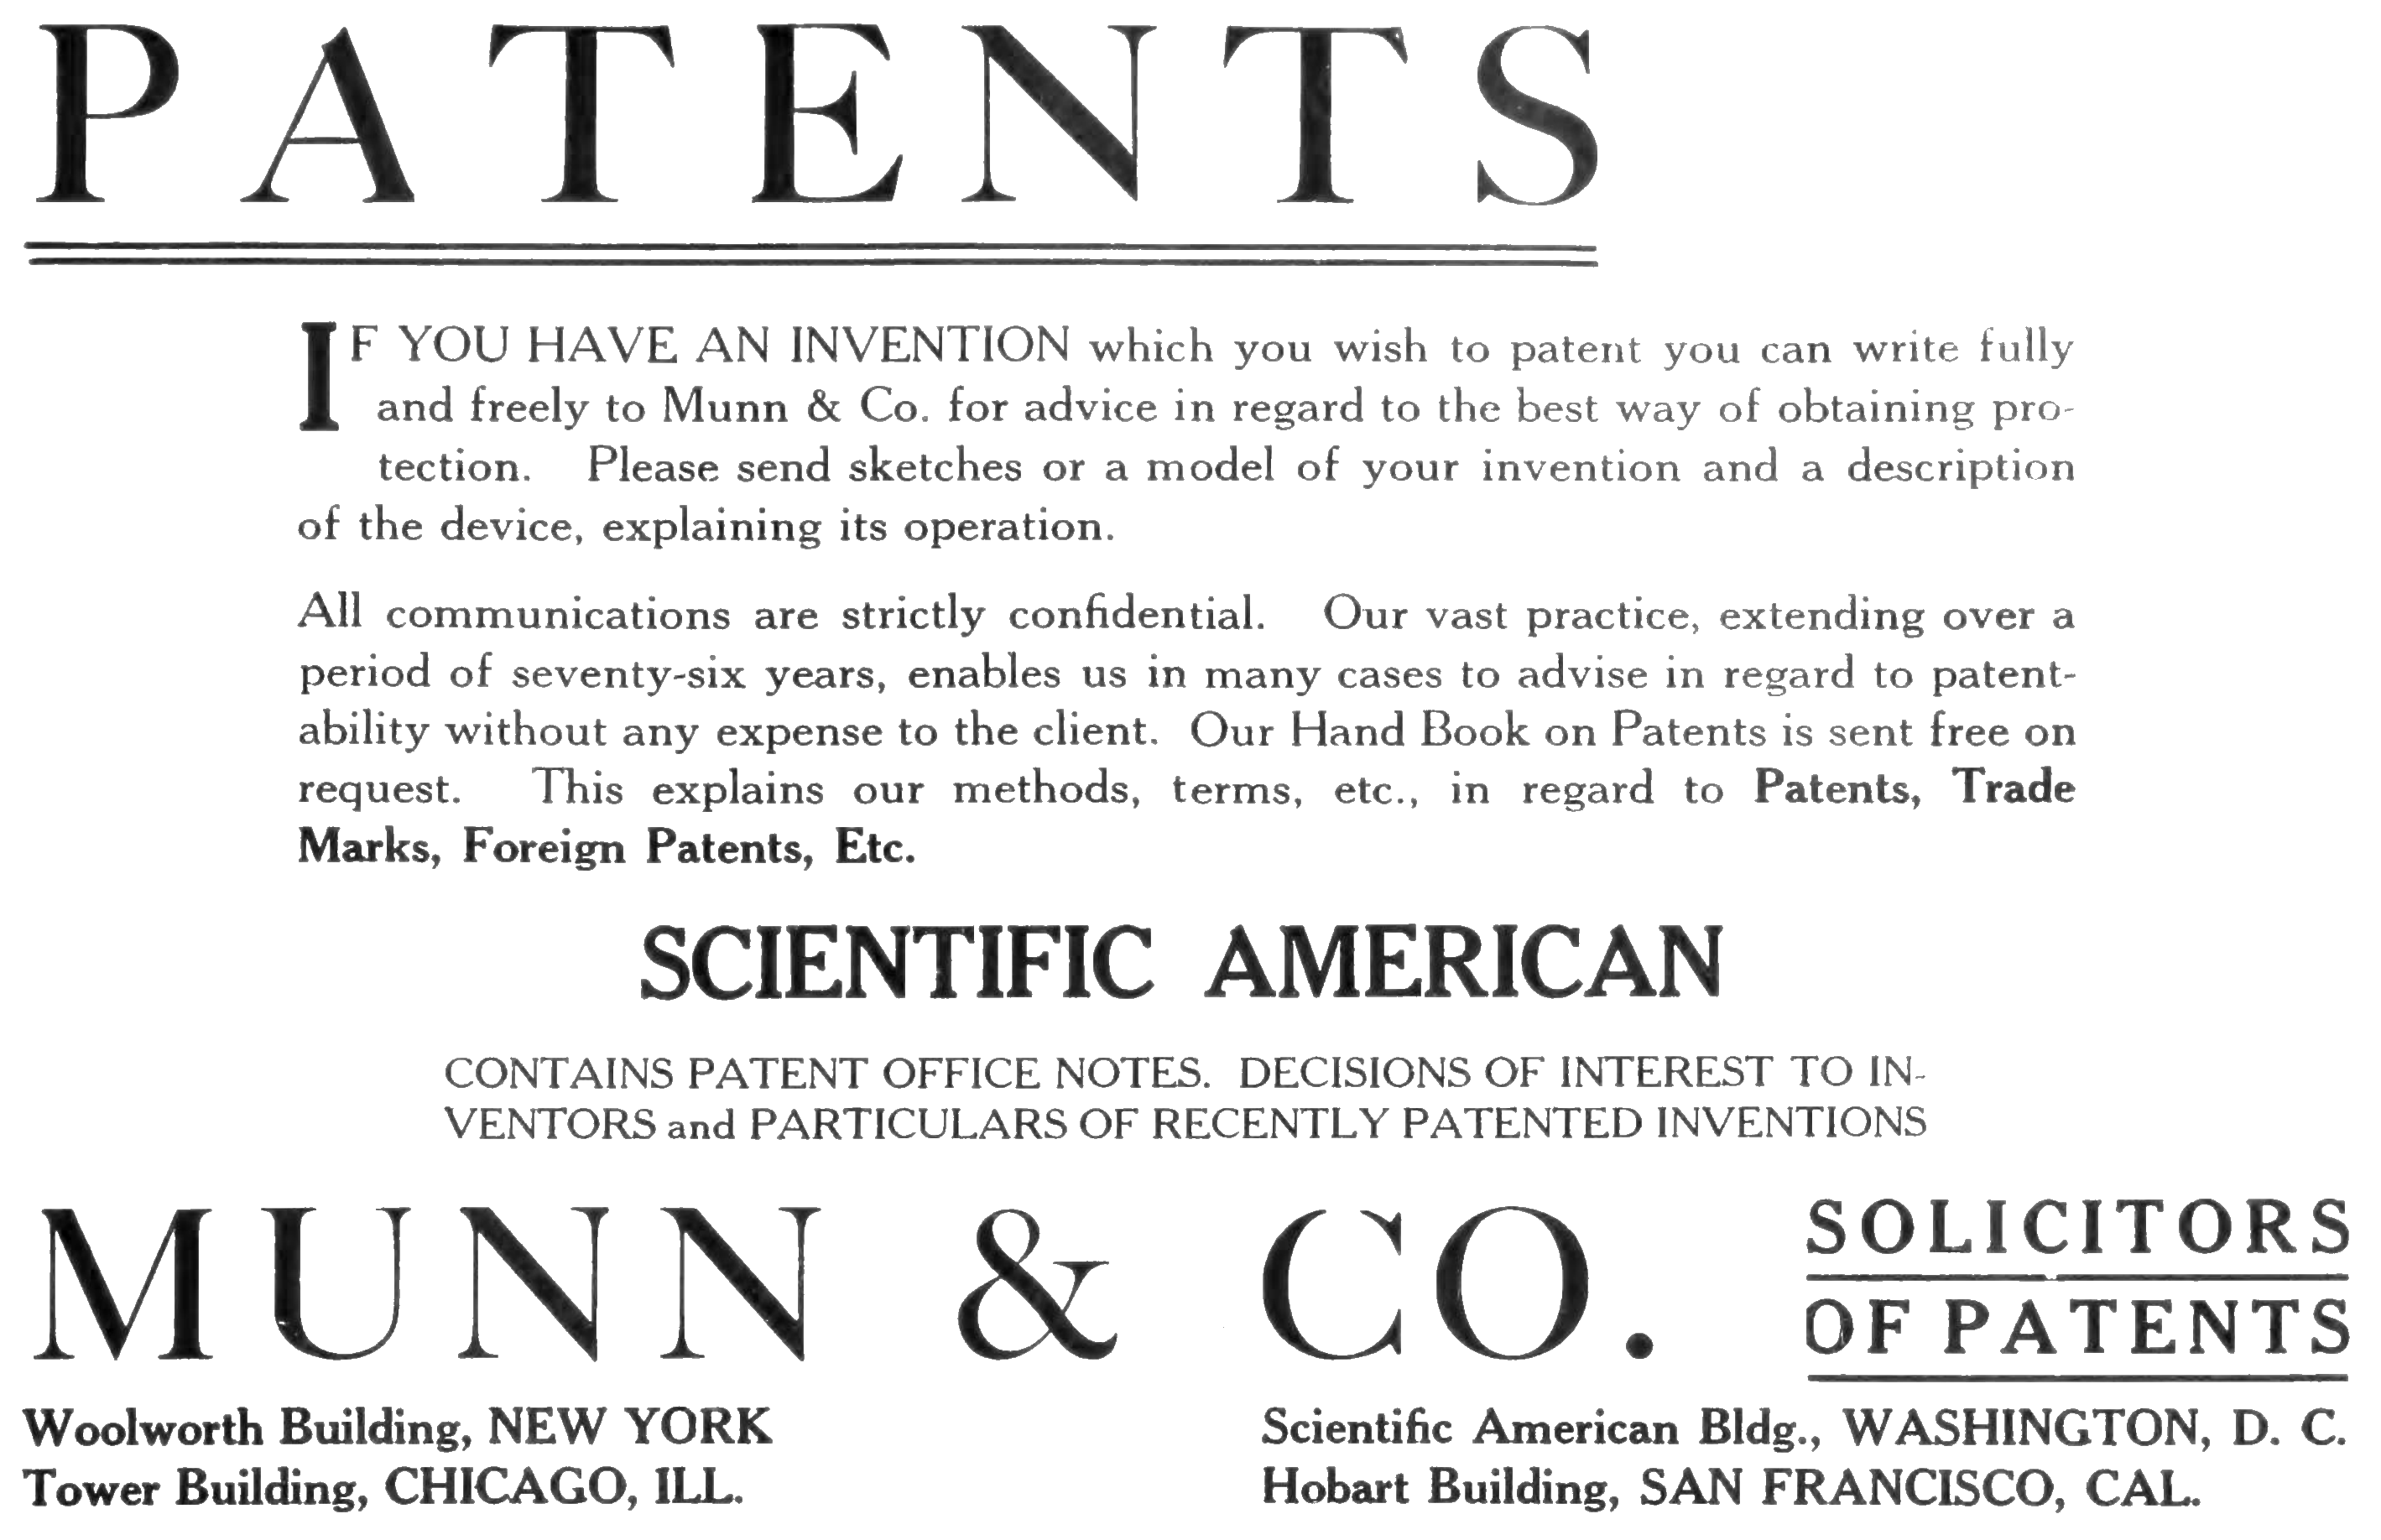 PATENTS
IF YOU HAVE AN INVENTION which you wish to patent you can write fully
and freely to Munn & Co. for advice in regard to the best way of obtaining pro-
tection. Please send sketches or a model of your invention and a description
of the device, explaining its operation.
All communications are strictly confidential. Our vast practice, extending over a
period of seventy-six years, enables us in many cases to advise in regard to patent-
ability without any expense to the client. Our Hand Book on Patents is sent free on
request. This explains our methods, terms, etc., in regard to Patents, Trade
Marks, Foreign Patents, Etc.
SCIENTIFIC AMERICAN
CONTAINS PATENT OFFICE NOTES. DECISIONS OF INTEREST TO IN-
VENTORS and PARTICULARS OF RECENTLY PATENTED INVENTIONS
MUNN & CO.
SOLICITORS
OF PATENTS
Woolworth Building, NEW YORK
Tower Building, CHICAGO, ILL.
Scientific American Bldg., WASHINGTON, D. C.
Hobart Building, SAN FRANCISCO, CAL.